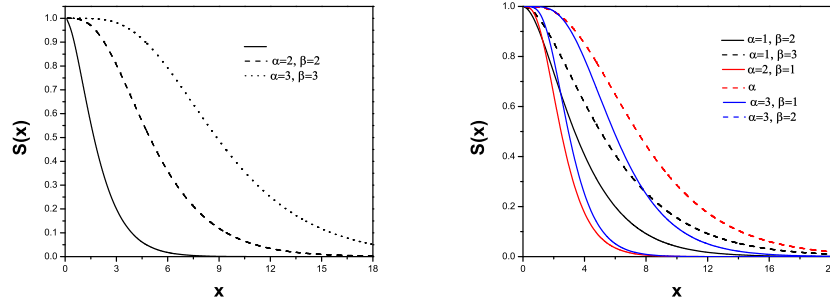 1.0
0.9
0.8
0.7
0.6
0.5
0.4
0.3
0.2
0.1
0.0
S(x)
0 3 6 9 12 15 18
x
α=2, β=2
α=3, β=3
1.0
0.8
0.6
0.4
0.2
0.0
S(x)
0 4 8 12 16 20
x
α=1, β=2
α=1, β=3
α=2, β=1
α
α=3, β=1
α=3, β=2